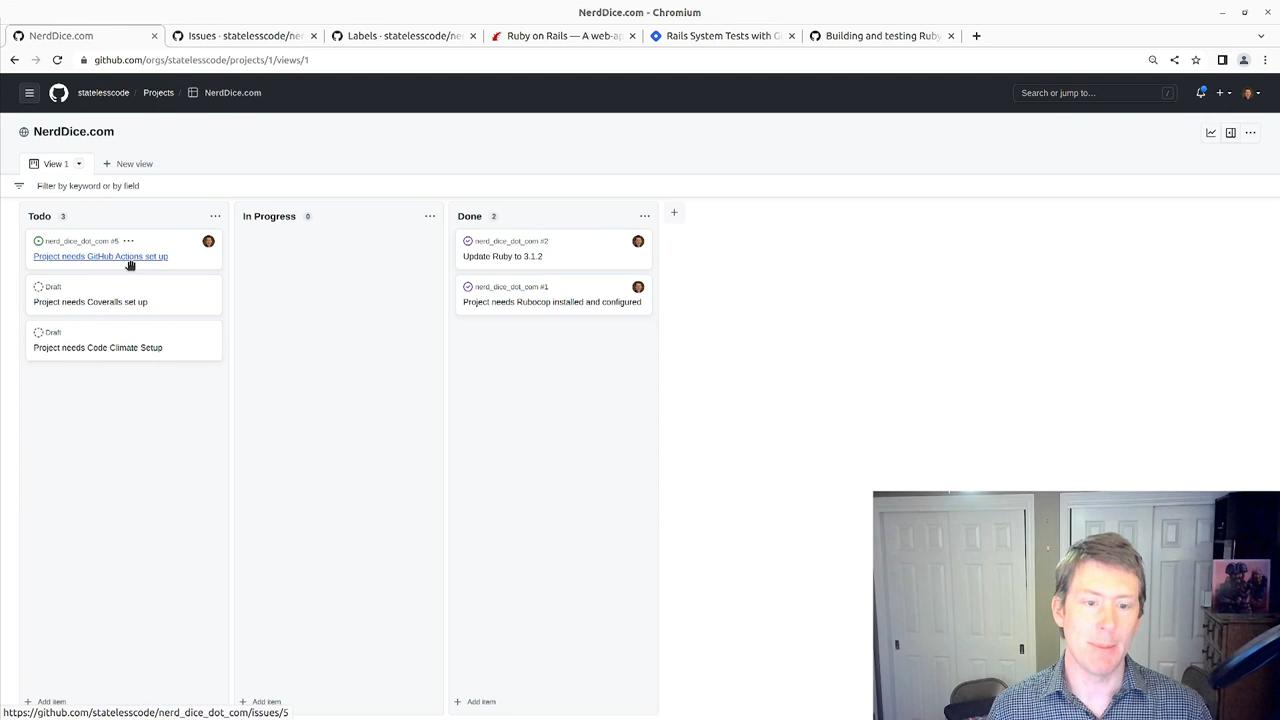 NerdDice.com - Chromium
NerdDice.com
Issues · statelesscode/ner
Labels · statelesscode/ne
Ruby on Rails — A web-ap
Rails System Tests with Gi
Building and testing Ruby
github.com/orgs/statelesscode/projects/1/views/1
statelesscode / Projects / NerdDice.com
Search or jump to… /
NerdDice.com
View 1
New view
Filter by keyword or by field
Todo 3
nerd_dice_dot_com #5
Project needs GitHub Actions set up
Draft
Project needs Coveralls set up
Draft
Project needs Code Climate Setup
Add item
In Progress 0
Add item
Done 2
nerd_dice_dot_com #2
Update Ruby to 3.1.2
nerd_dice_dot_com #1
Project needs Rubocop installed and configured
Add item
https://github.com/statelesscode/nerd_dice_dot_com/issues/5